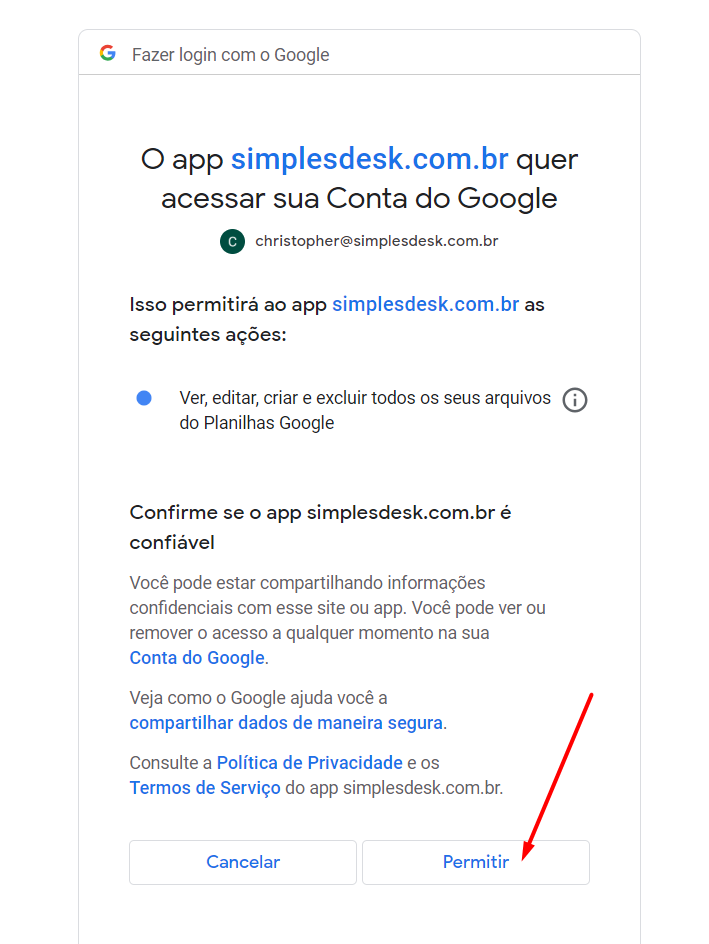 Fazer login com o Google
O app simplesdesk.com.br quer
acessar sua Conta do Google
C christopher@simplesdesk.com.br
Isso permitirá ao app simplesdesk.com.br as
seguintes ações:
Ver, editar, criar e excluir todos os seus arquivos
do Planilhas Google
Confirme se o app simplesdesk.com.br é
confiável
Você pode estar compartilhando informações
confidenciais com esse site ou app. Você pode ver ou
remover o acesso a qualquer momento na sua
Conta do Google.
Veja como o Google ajuda você a
compartilhar dados de maneira segura.
Consulte a Política de Privacidade e os
Termos de Serviço do app simplesdesk.com.br.
Cancelar Permitir